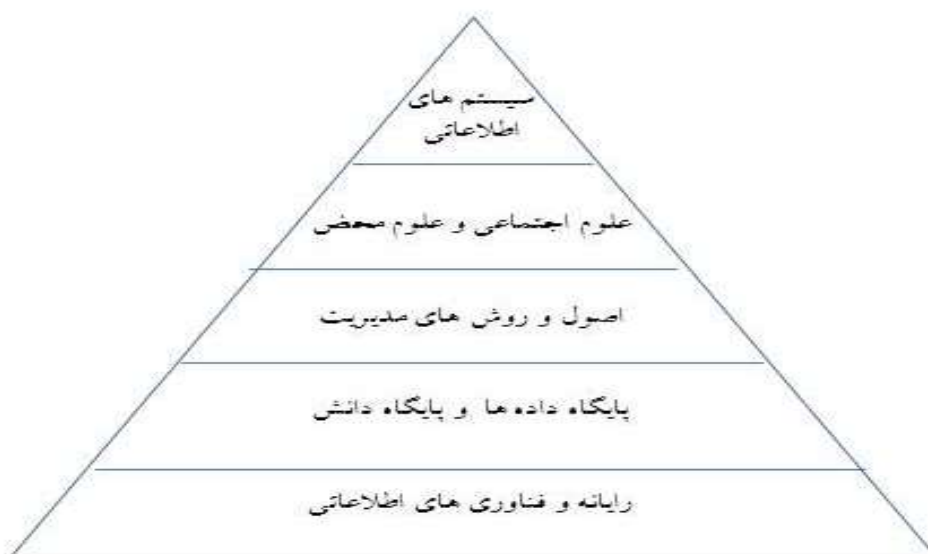 سیستم های
اطلاعاتی
علوم اجتماعی و علوم محض
اصول و روش های مدیریت
پایگاه داده ها و پایگاه دانش
رایانه و فناوری های اطلاعاتی